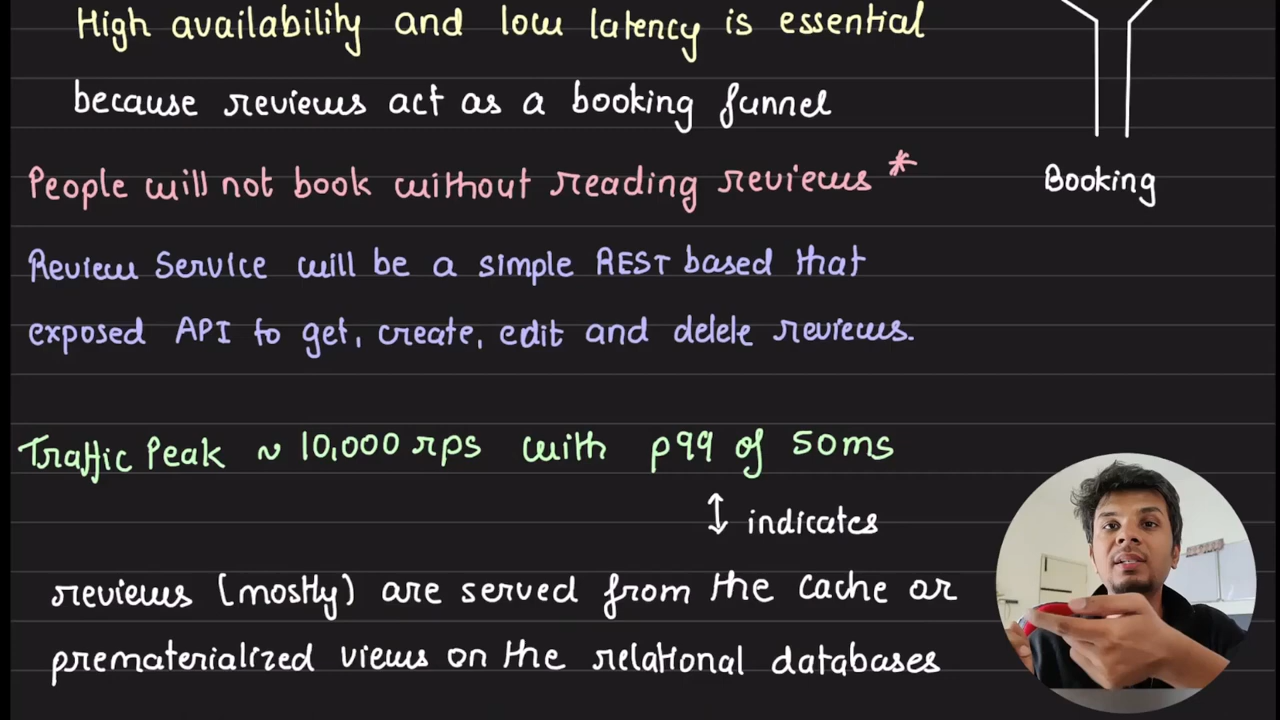 High availability and low latency is essential
because reviews act as a booking funnel
People will not book without reading reviews *
Booking
Review Service will be a simple REST based that
exposed API to get, create, edit and delete reviews.
Traffic Peak ~ 10,000 rps with p99 of 50ms
↕ indicates
reviews (mostly) are served from the cache or
prematerialized views on the relational databases